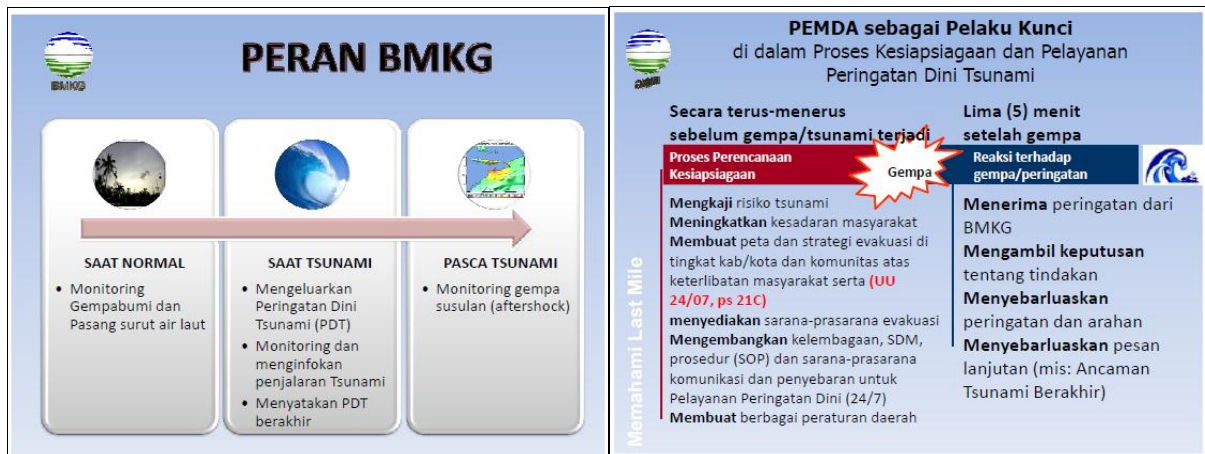 BMKG
PERAN BMKG
SAAT NORMAL
• Monitoring
Gempabumi dan
Pasang surut air laut
SAAT TSUNAMI
• Mengeluarkan
Peringatan Dini
Tsunami (PDT)
• Monitoring dan
menginfokan
penjalaran Tsunami
• Menyatakan PDT
berakhir
PASCA TSUNAMI
• Monitoring gempa
susulan (aftershock)
BMKG
PEMDA sebagai Pelaku Kunci
di dalam Proses Kesiapsiagaan dan Pelayanan
Peringatan Dini Tsunami
Secara terus-menerus
sebelum gempa/tsunami terjadi
Proses Perencanaan
Kesiapsiagaan
Gempa
Mengkaji risiko tsunami
Meningkatkan kesadaran masyarakat
Membuat peta dan strategi evakuasi di
tingkat kab/kota dan komunitas atas
keterlibatan masyarakat serta (UU
24/07, ps 21C)
menyediakan sarana-prasarana evakuasi
Mengembangkan kelembagaan, SDM,
prosedur (SOP) dan sarana-prasarana
komunikasi dan penyebaran untuk
Pelayanan Peringatan Dini (24/7)
Membuat berbagai peraturan daerah
Lima (5) menit
setelah gempa
Reaksi terhadap
gempa/peringatan
Menerima peringatan dari
BMKG
Mengambil keputusan
tentang tindakan
Menyebarluaskan
peringatan dan arahan
Menyebarluaskan pesan
lanjutan (mis: Ancaman
Tsunami Berakhir)
Memahami Last Mile